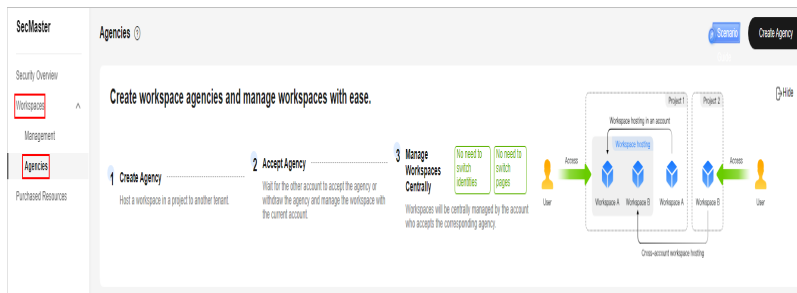 SecMaster
Security Overview
Workspaces
Management
Agencies
Purchased Resources
Agencies
Scenario
Create Agency
Create workspace agencies and manage workspaces with ease.
Hide
1 Create Agency
Host a workspace in a project to another tenant.
2 Accept Agency
Wait for the other account to accept the agency or
withdraw the agency and manage the workspace with
the current account.
3 Manage
Workspaces
Centrally
No need to
switch
identities
No need to
switch
pages
Workspaces will be centrally managed by the account
who accepts the corresponding agency.
Project 1
Project 2
Workspace hosting in an account
Workspace hosting
Access
Access
User
Workspace A
Workspace B
Workspace A
Workspace B
User
Cross-account workspace hosting